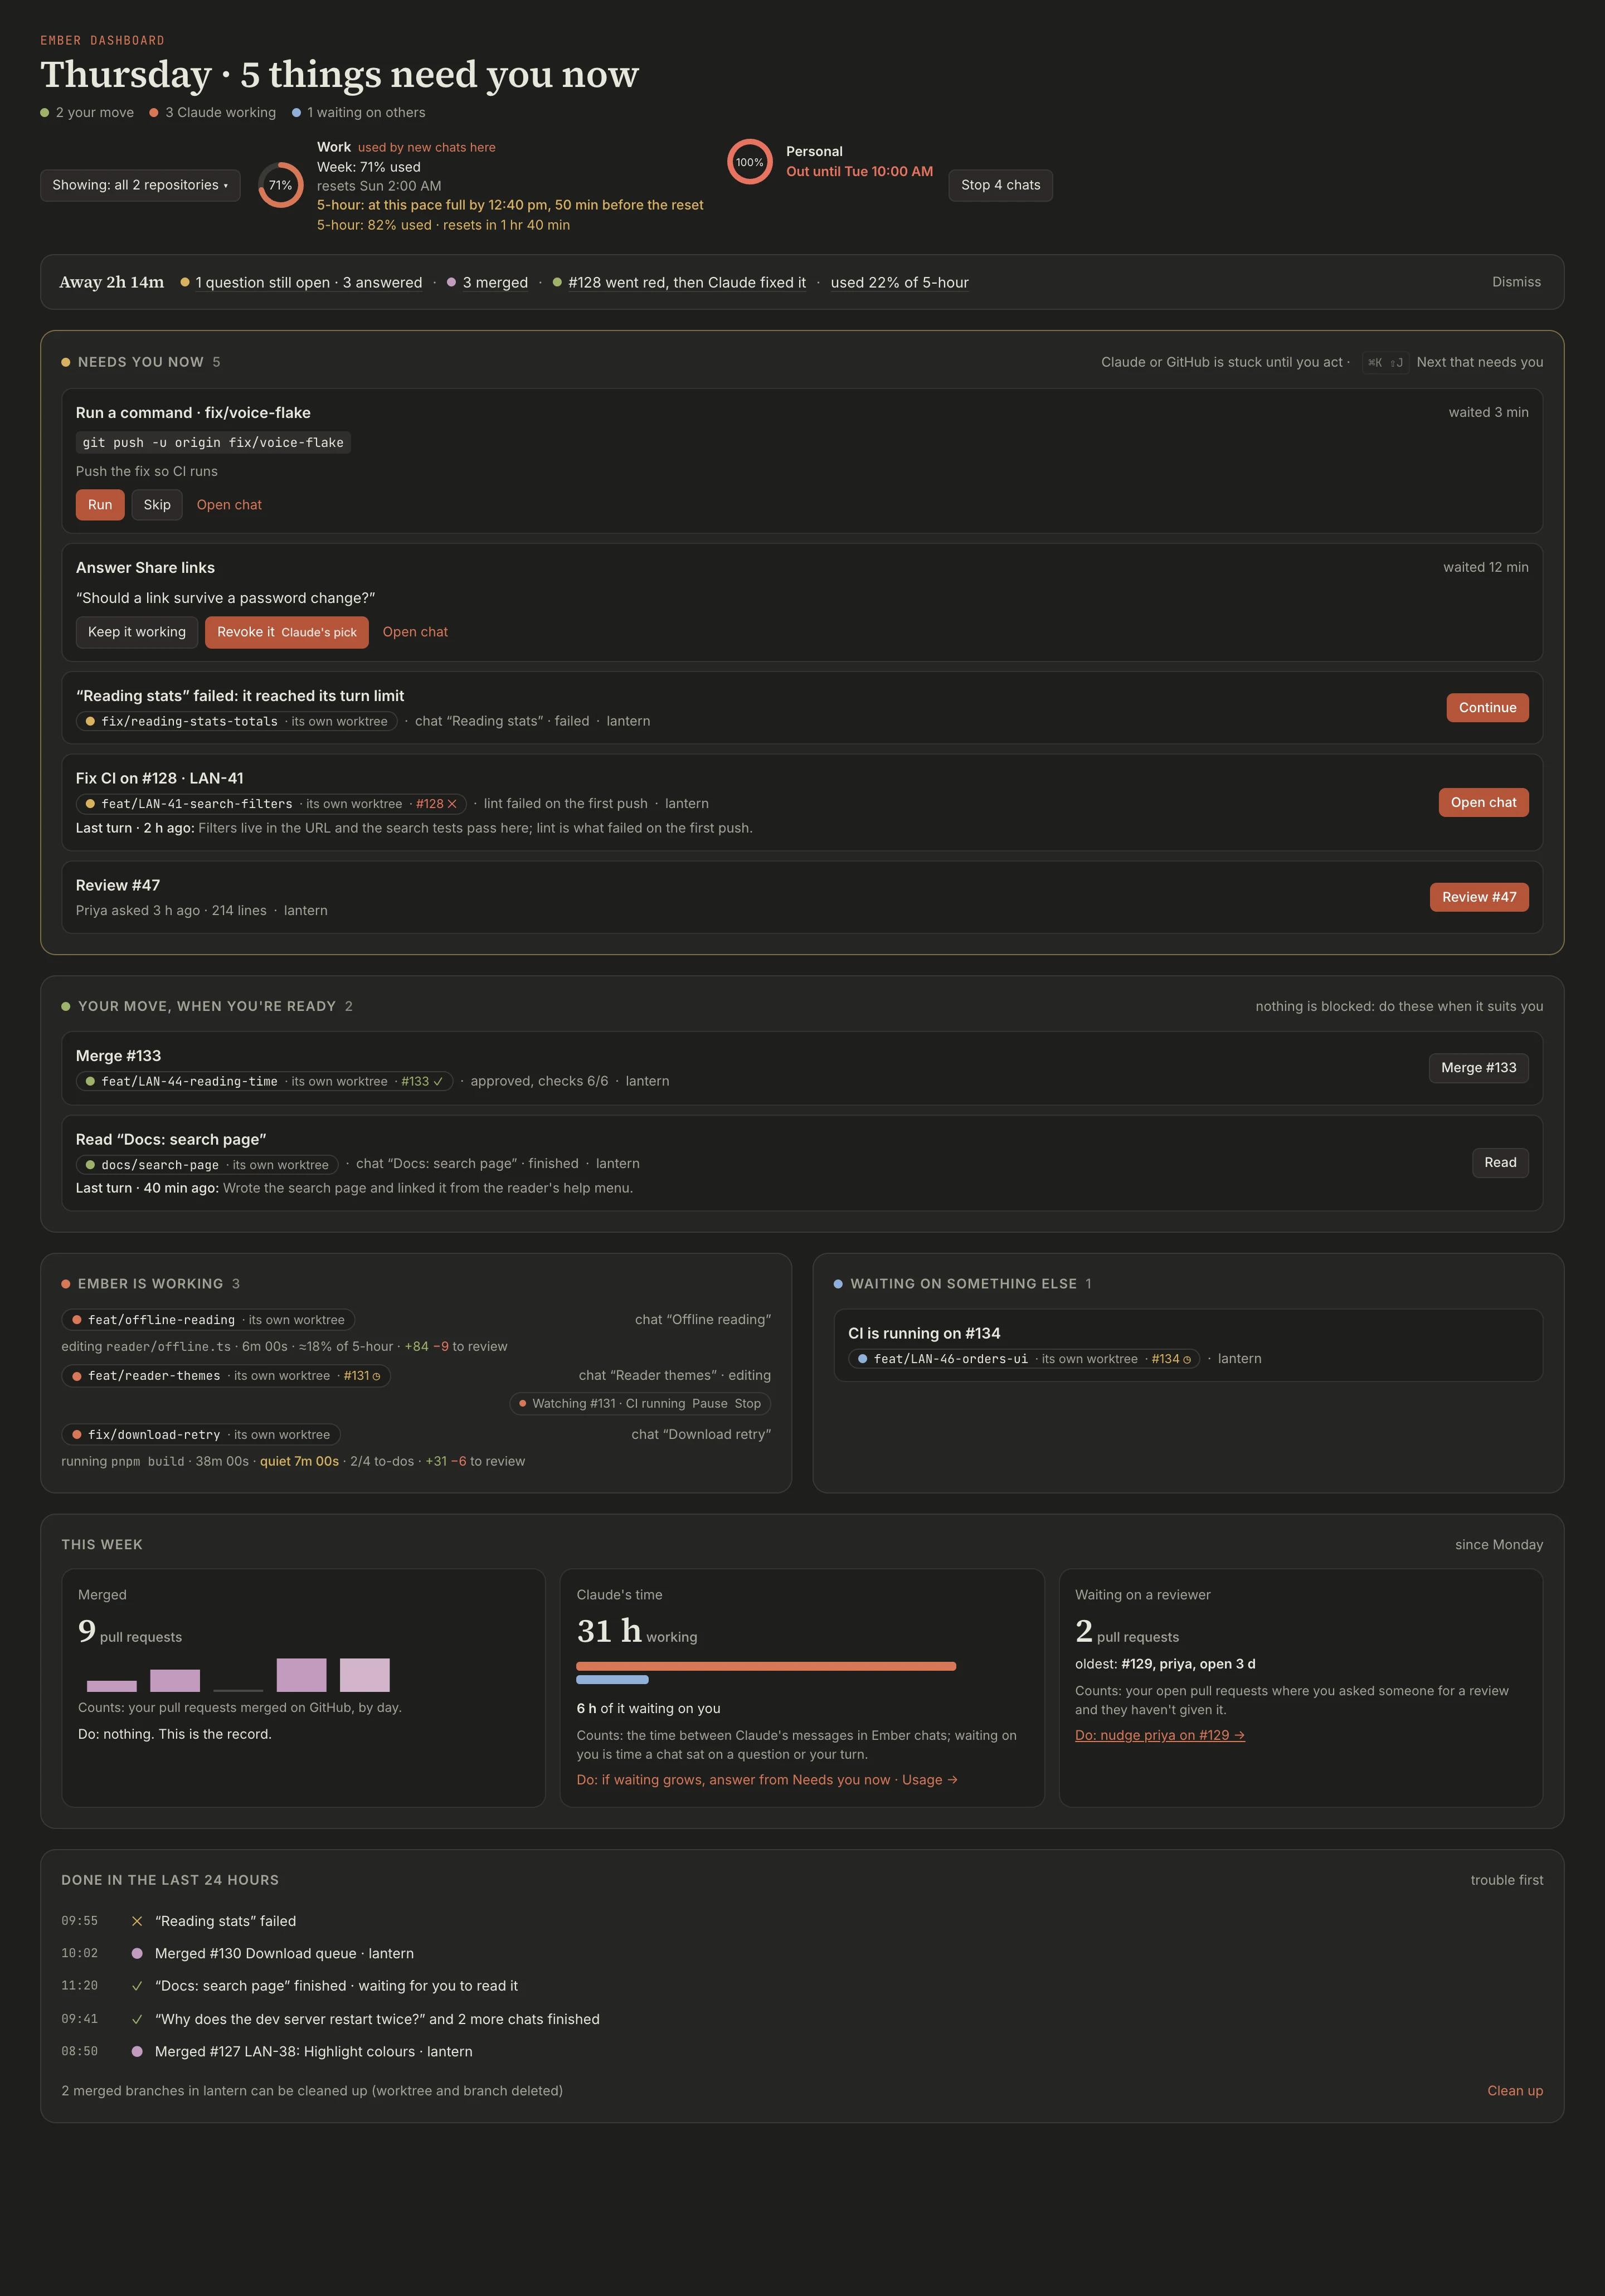 EMBER DASHBOARD
Thursday · 5 things need you now
2 your move 3 Claude working 1 waiting on others
Showing: all 2 repositories ▾
71%
Work used by new chats here
Week: 71% used
resets Sun 2:00 AM
5-hour: at this pace full by 12:40 pm, 50 min before the reset
5-hour: 82% used · resets in 1 hr 40 min
100%
Personal
Out until Tue 10:00 AM
Stop 4 chats
Away 2h 14m 1 question still open · 3 answered · 3 merged · #128 went red, then Claude fixed it · used 22% of 5-hour Dismiss
NEEDS YOU NOW 5 Claude or GitHub is stuck until you act · ⌘K ⇧J Next that needs you
Run a command · fix/voice-flake waited 3 min
git push -u origin fix/voice-flake
Push the fix so CI runs
Run Skip Open chat
Answer Share links waited 12 min
“Should a link survive a password change?”
Keep it working Revoke it Claude's pick Open chat
“Reading stats” failed: it reached its turn limit
fix/reading-stats-totals · its own worktree · chat “Reading stats” · failed · lantern
Continue
Fix CI on #128 · LAN-41
feat/LAN-41-search-filters · its own worktree · #128 ✕ · lint failed on the first push · lantern
Last turn · 2 h ago: Filters live in the URL and the search tests pass here; lint is what failed on the first push.
Open chat
Review #47
Priya asked 3 h ago · 214 lines · lantern
Review #47
YOUR MOVE, WHEN YOU'RE READY 2 nothing is blocked: do these when it suits you
Merge #133
feat/LAN-44-reading-time · its own worktree · #133 ✓ · approved, checks 6/6 · lantern
Merge #133
Read “Docs: search page”
docs/search-page · its own worktree · chat “Docs: search page” · finished · lantern
Last turn · 40 min ago: Wrote the search page and linked it from the reader's help menu.
Read
EMBER IS WORKING 3
feat/offline-reading · its own worktree chat “Offline reading”
editing reader/offline.ts · 6m 00s · ≈18% of 5-hour · +84 −9 to review
feat/reader-themes · its own worktree · #131 ◷ chat “Reader themes” · editing
Watching #131 · CI running Pause Stop
fix/download-retry · its own worktree chat “Download retry”
running pnpm build · 38m 00s · quiet 7m 00s · 2/4 to-dos · +31 −6 to review
WAITING ON SOMETHING ELSE 1
CI is running on #134
feat/LAN-46-orders-ui · its own worktree · #134 ◷ · lantern
THIS WEEK since Monday
Merged
9 pull requests
Counts: your pull requests merged on GitHub, by day.
Do: nothing. This is the record.
Claude's time
31 h working
6 h of it waiting on you
Counts: the time between Claude's messages in Ember chats; waiting on
you is time a chat sat on a question or your turn.
Do: if waiting grows, answer from Needs you now · Usage →
Waiting on a reviewer
2 pull requests
oldest: #129, priya, open 3 d
Counts: your open pull requests where you asked someone for a review
and they haven't given it.
Do: nudge priya on #129 →
DONE IN THE LAST 24 HOURS trouble first
09:55 ✕ “Reading stats” failed
10:02 Merged #130 Download queue · lantern
11:20 ✓ “Docs: search page” finished · waiting for you to read it
09:41 ✓ “Why does the dev server restart twice?” and 2 more chats finished
08:50 Merged #127 LAN-38: Highlight colours · lantern
2 merged branches in lantern can be cleaned up (worktree and branch deleted) Clean up